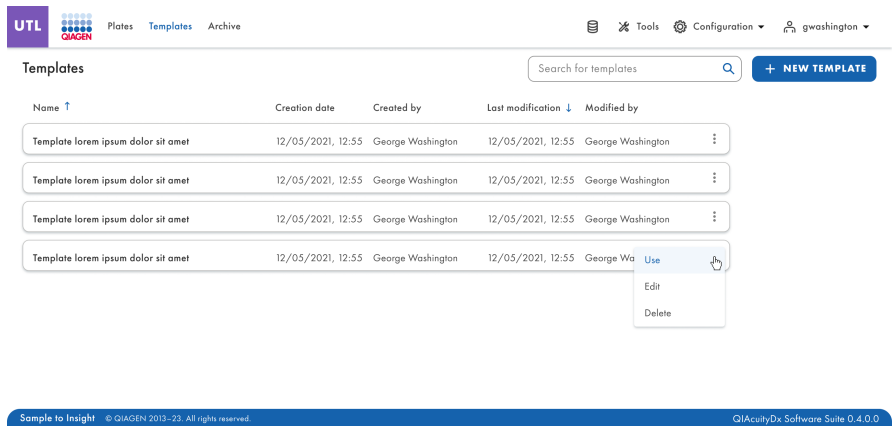 UTL QIAGEN Plates Templates Archive Tools Configuration gwashington
Templates Search for templates + NEW TEMPLATE
Name ↑ Creation date Created by Last modification ↓ Modified by
Template lorem ipsum dolor sit amet 12/05/2021, 12:55 George Washington 12/05/2021, 12:55 George Washington
Template lorem ipsum dolor sit amet 12/05/2021, 12:55 George Washington 12/05/2021, 12:55 George Washington
Template lorem ipsum dolor sit amet 12/05/2021, 12:55 George Washington 12/05/2021, 12:55 George Washington
Template lorem ipsum dolor sit amet 12/05/2021, 12:55 George Washington 12/05/2021, 12:55 George Wa
Use
Edit
Delete
Sample to Insight © QIAGEN 2013–23. All rights reserved. QIAcuityDx Software Suite 0.4.0.0